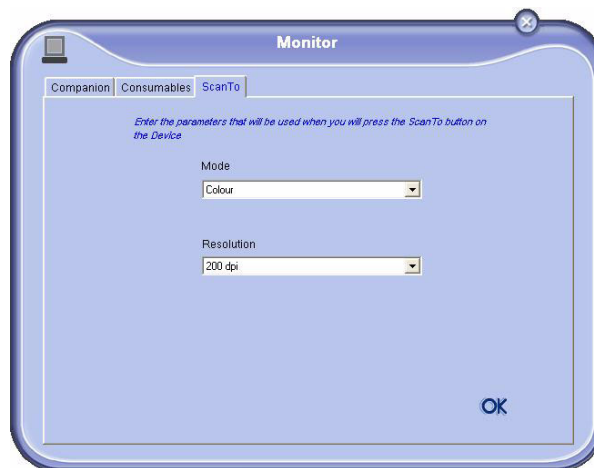 Monitor
Companion Consumables ScanTo
Enter the parameters that will be used when you will press the ScanTo button on
the Device
Mode
Colour
Resolution
200 dpi
OK